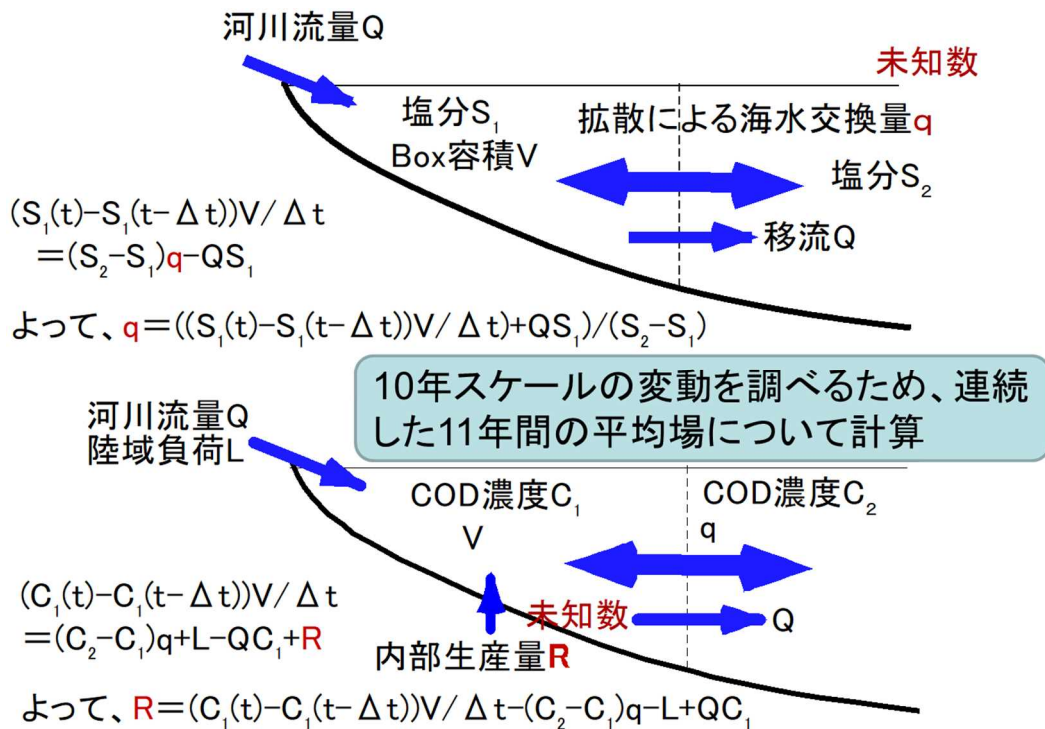 河川流量Q
未知数
塩分S₁
Box容積V
拡散による海水交換量q
塩分S₂
移流Q
(S₁(t)-S₁(t-Δt))V/Δt
=(S₂-S₁)q-QS₁
よって、q=((S₁(t)-S₁(t-Δt))V/Δt)+QS₁)/(S₂-S₁)
10年スケールの変動を調べるため、連続
した11年間の平均場について計算
河川流量Q
陸域負荷L
COD濃度C₁
V
COD濃度C₂
q
(C₁(t)-C₁(t-Δt))V/Δt
=(C₂-C₁)q+L-QC₁+R
未知数
Q
内部生産量R
よって、R=(C₁(t)-C₁(t-Δt))V/Δt-(C₂-C₁)q-L+QC₁